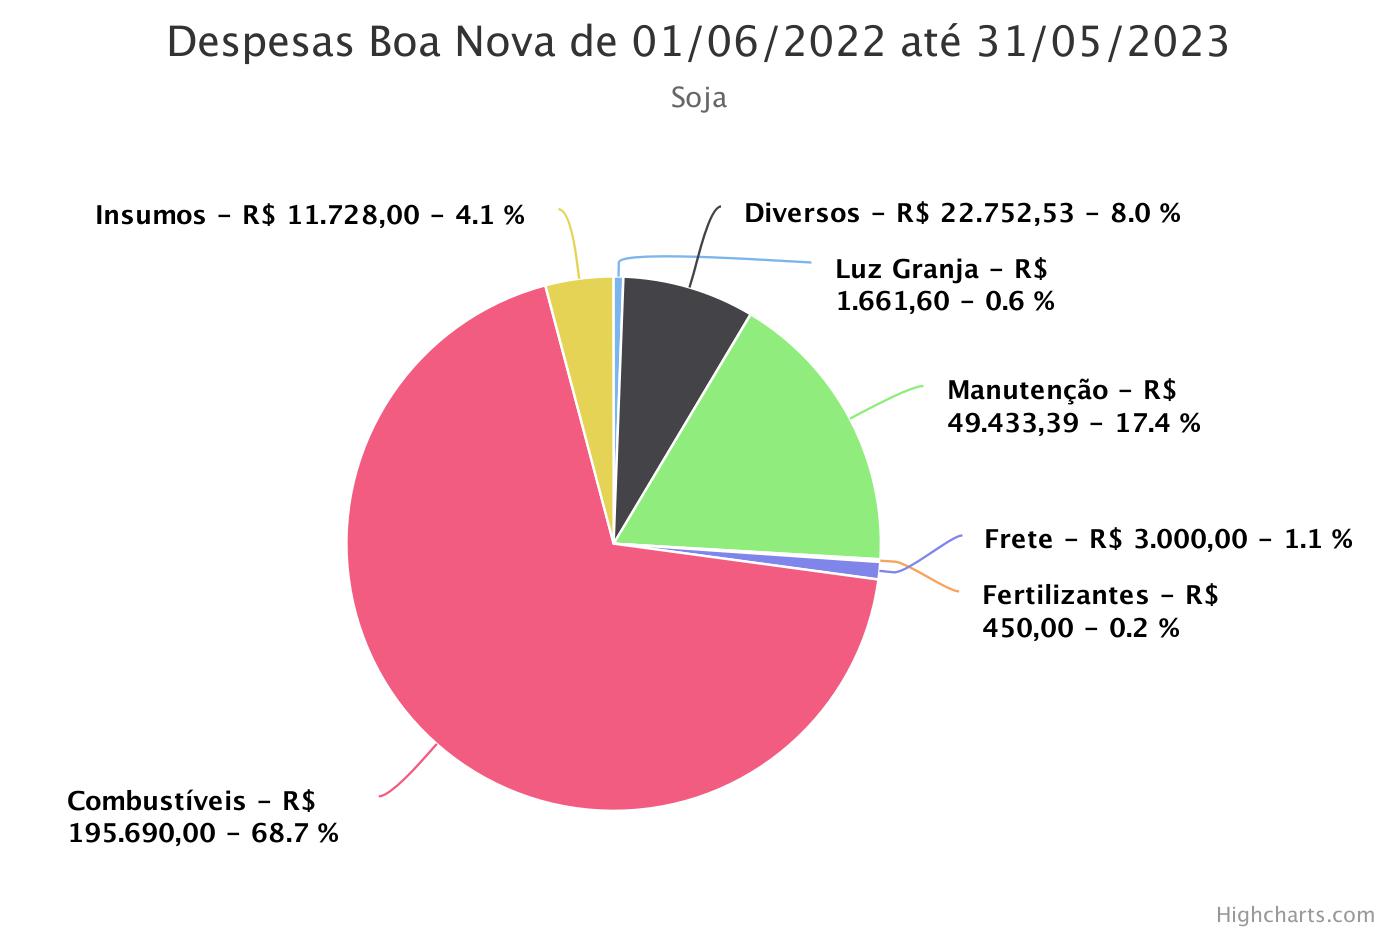 Despesas Boa Nova de 01/06/2022 até 31/05/2023
Soja
Insumos – R$ 11.728,00 – 4.1 %
Diversos – R$ 22.752,53 – 8.0 %
Luz Granja – R$
1.661,60 – 0.6 %
Manutenção – R$
49.433,39 – 17.4 %
Frete – R$ 3.000,00 – 1.1 %
Fertilizantes – R$
450,00 – 0.2 %
Combustíveis – R$
195.690,00 – 68.7 %
Highcharts.com